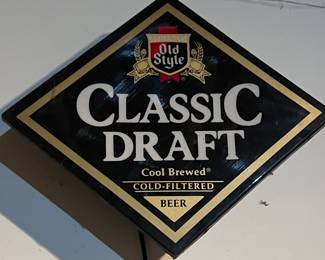 Old
Style
CLASSIC
DRAFT
Cool Brewed®
COLD-FILTERED
BEER